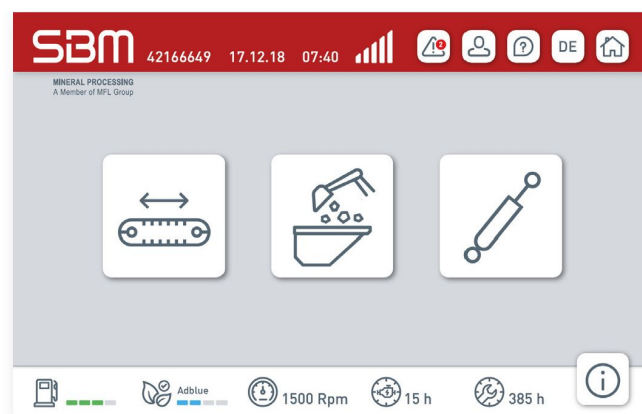 SBM 42166649 17.12.18 07:40 2 ? DE
MINERAL PROCESSING
A Member of MFL Group
Adblue 1500 Rpm 15 h 385 h i